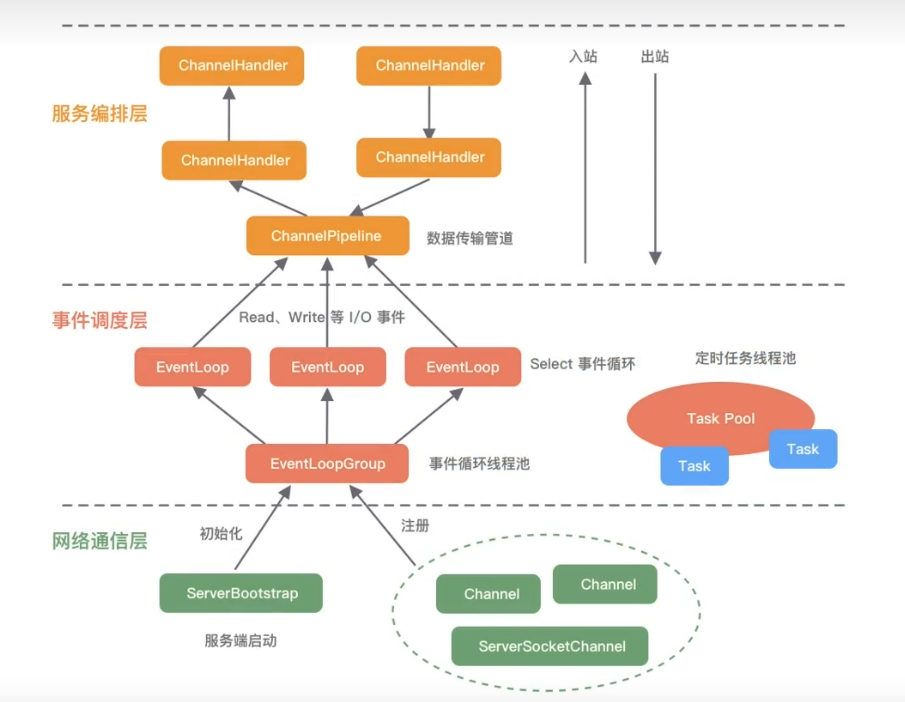 入站
出站
ChannelHandler
ChannelHandler
服务编排层
ChannelHandler
ChannelHandler
ChannelPipeline
数据传输管道
事件调度层
Read、Write 等 I/O 事件
EventLoop
EventLoop
EventLoop
Select 事件循环
定时任务线程池
Task Pool
Task
Task
EventLoopGroup
事件循环线程池
网络通信层
初始化
注册
ServerBootstrap
服务端启动
Channel
Channel
ServerSocketChannel